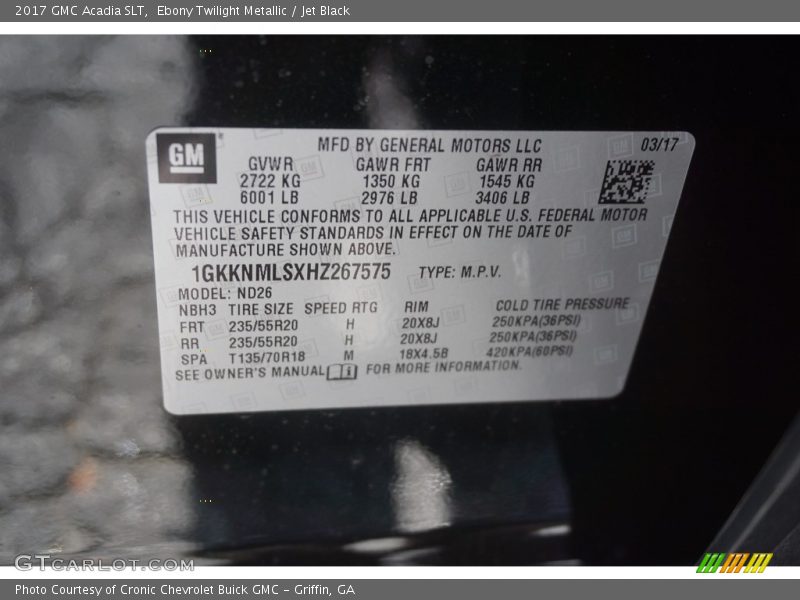 2017 GMC Acadia SLT,  Ebony Twilight Metallic / Jet Black
GM
MFD BY GENERAL MOTORS LLC
03/17
GVWR GAWR FRT GAWR RR
2722 KG 1350 KG 1545 KG
6001 LB 2976 LB 3406 LB
THIS VEHICLE CONFORMS TO ALL APPLICABLE U.S. FEDERAL MOTOR
VEHICLE SAFETY STANDARDS IN EFFECT ON THE DATE OF
MANUFACTURE SHOWN ABOVE.
1GKKNMLSXHZ267575 TYPE: M.P.V.
MODEL: ND26
NBH3 TIRE SIZE SPEED RTG RIM COLD TIRE PRESSURE
FRT 235/55R20 H 20X8J 250KPA(36PSI)
RR 235/55R20 H 20X8J 250KPA(36PSI)
SPA T135/70R18 M 18X4.5B 420KPA(60PSI)
SEE OWNER'S MANUAL FOR MORE INFORMATION.
GTCARLOT.COM
Photo Courtesy of Cronic Chevrolet Buick GMC – Griffin, GA